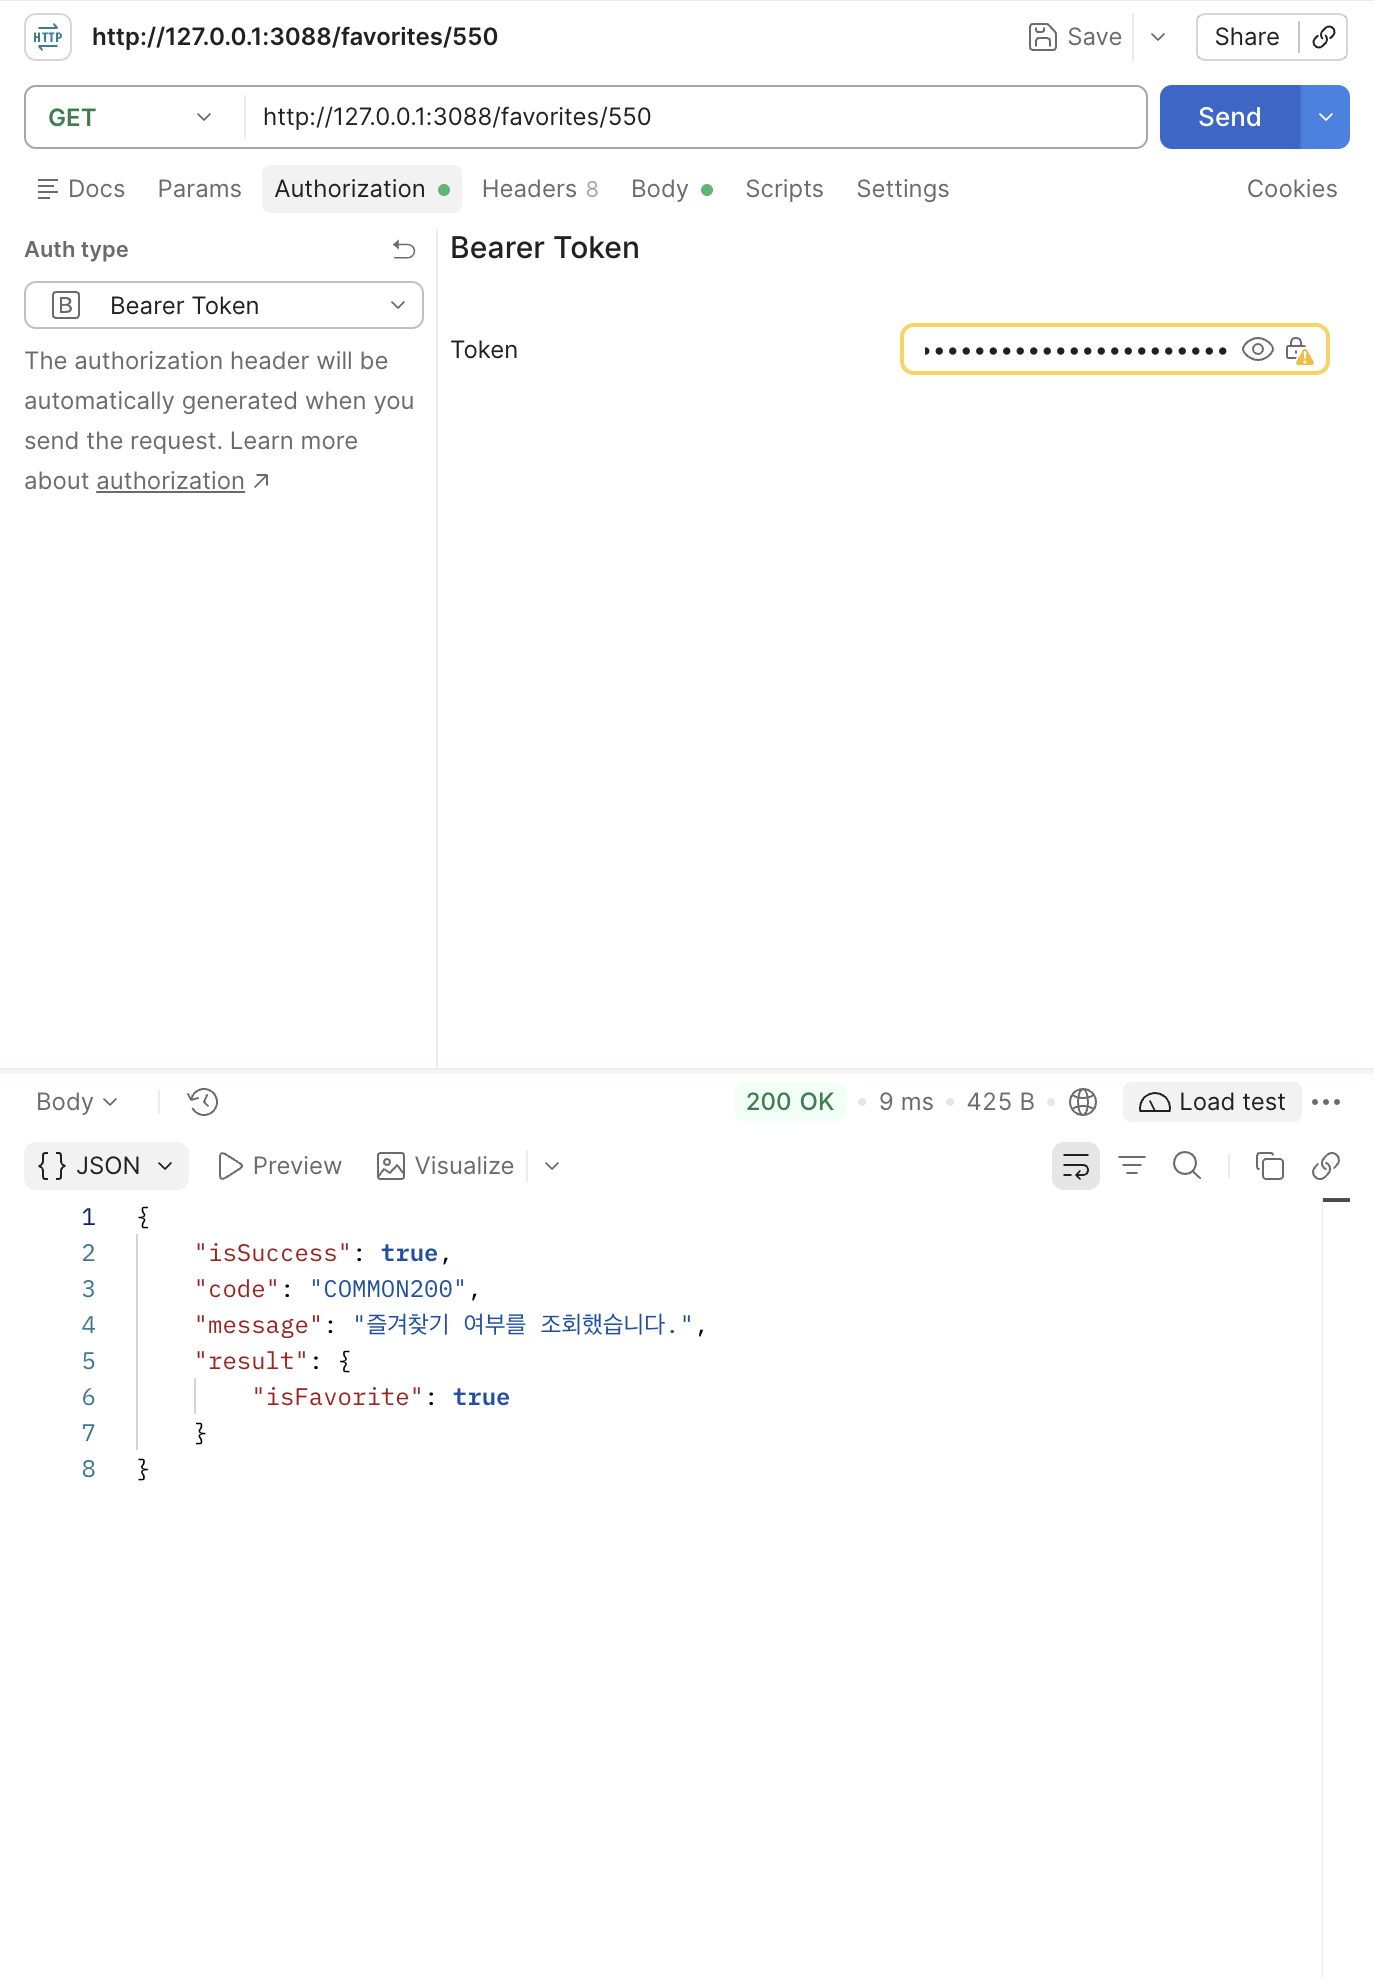 HTTP http://127.0.0.1:3088/favorites/550 Save Share
GET http://127.0.0.1:3088/favorites/550 Send
Docs Params Authorization Headers 8 Body Scripts Settings Cookies
Auth type
B Bearer Token
The authorization header will be
automatically generated when you
send the request. Learn more
about authorization
Bearer Token
Token
Body 200 OK 9 ms 425 B Load test
{} JSON Preview Visualize
1 {
2 "isSuccess": true,
3 "code": "COMMON200",
4 "message": "즐겨찾기 여부를 조회했습니다.",
5 "result": {
6 "isFavorite": true
7 }
8 }